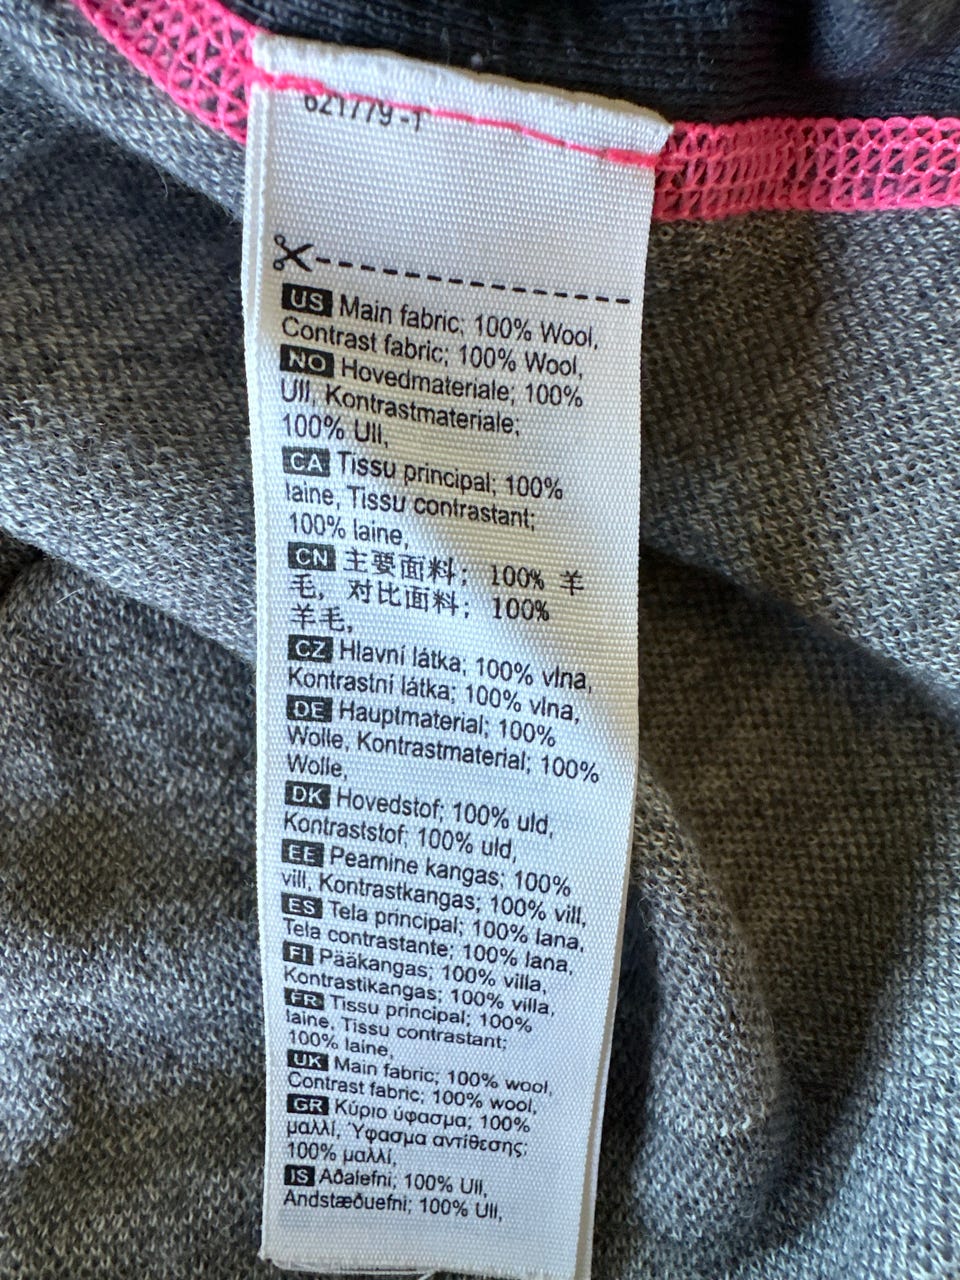 621779-1
US Main fabric; 100% Wool,
Contrast fabric; 100% Wool,
NO Hovedmateriale; 100%
Ull, Kontrastmateriale;
100% Ull,
CA Tissu principal; 100%
laine, Tissu contrastant;
100% laine,
CN 主要面料; 100% 羊
毛, 对比面料; 100%
羊毛,
CZ Hlavní látka; 100% vlna,
Kontrastní látka; 100% vlna,
DE Hauptmaterial; 100%
Wolle, Kontrastmaterial; 100%
Wolle,
DK Hovedstof; 100% uld,
Kontraststof; 100% uld,
EE Peamine kangas; 100%
vill, Kontrastkangas; 100% vill,
ES Tela principal; 100% lana,
Tela contrastante; 100% lana,
FI Pääkangas; 100% villa,
Kontrastikangas; 100% villa,
FR Tissu principal; 100%
laine, Tissu contrastant;
100% laine,
UK Main fabric; 100% wool,
Contrast fabric; 100% wool,
GR Κύριο ύφασμα; 100%
μαλλί, Ύφασμα αντίθεσης;
100% μαλλί,
IS Aðalefni; 100% Ull,
Andstæðuefni; 100% Ull,